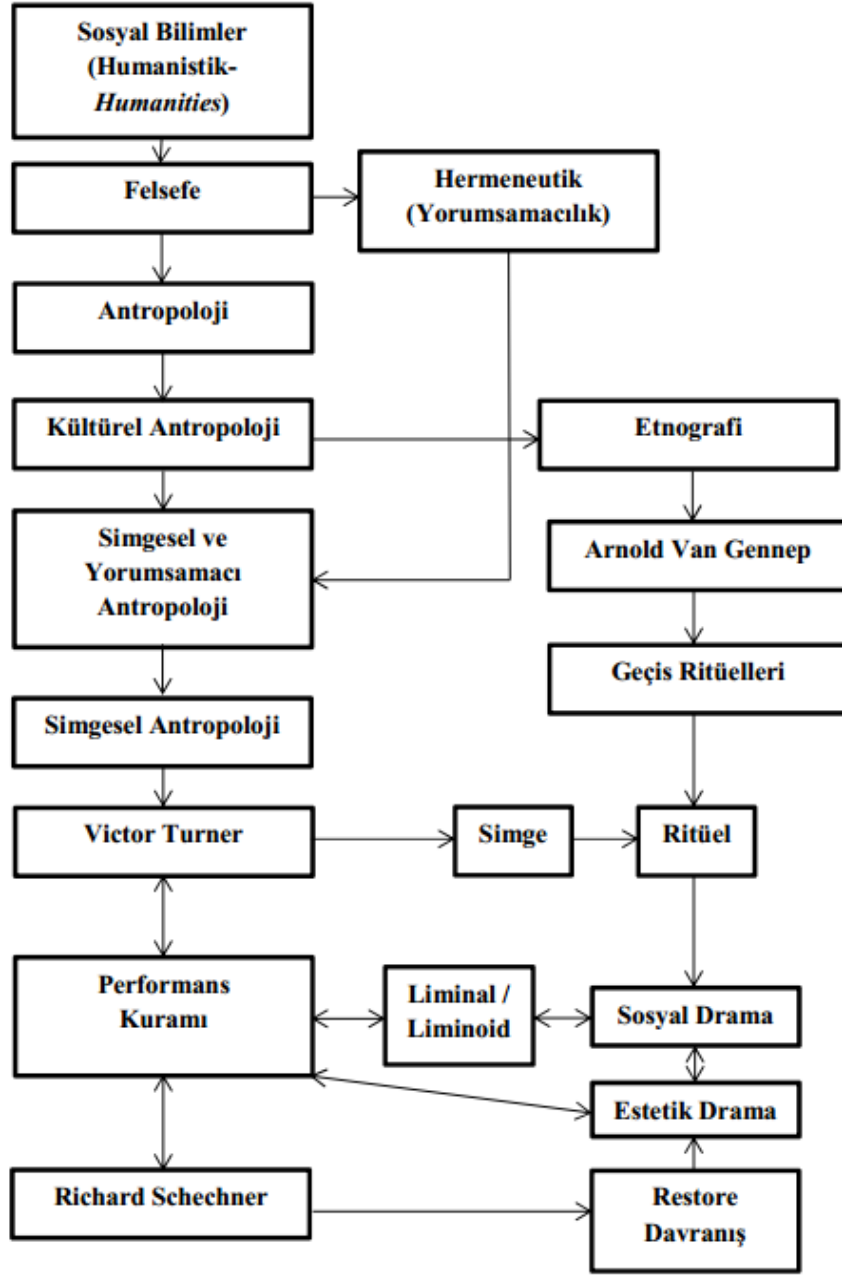 Sosyal Bilimler
(Humanistik-
Humanities)
Felsefe
Hermeneutik
(Yorumsamacılık)
Antropoloji
Kültürel Antropoloji
Etnografi
Simgesel ve
Yorumsamacı
Antropoloji
Arnold Van Gennep
Geçis Ritüelleri
Simgesel Antropoloji
Victor Turner
Simge
Ritüel
Performans
Kuramı
Liminal /
Liminoid
Sosyal Drama
Estetik Drama
Richard Schechner
Restore
Davranış